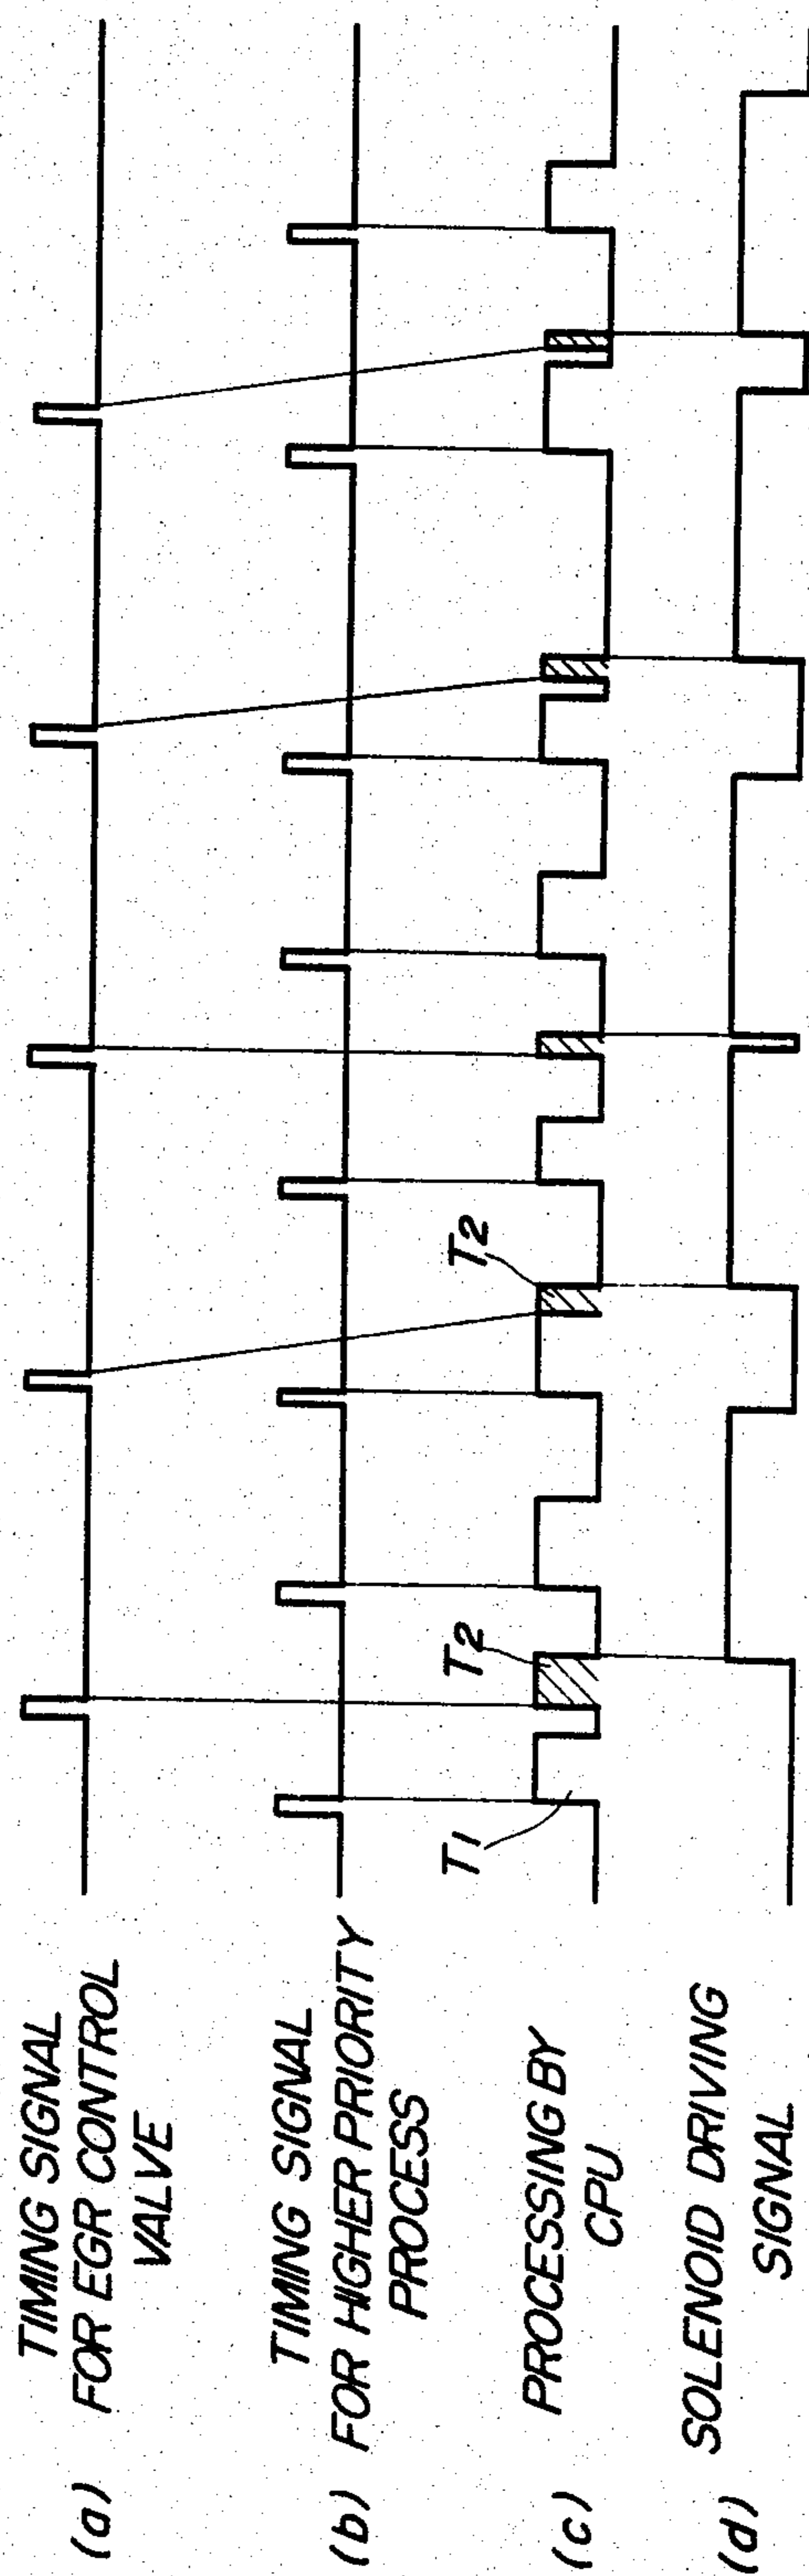 (a) TIMING SIGNAL
FOR EGR CONTROL
VALVE
(b) TIMING SIGNAL
FOR HIGHER PRIORITY
PROCESS
(c) PROCESSING BY
CPU
(d) SOLENOID DRIVING
SIGNAL
T1
T2
T2